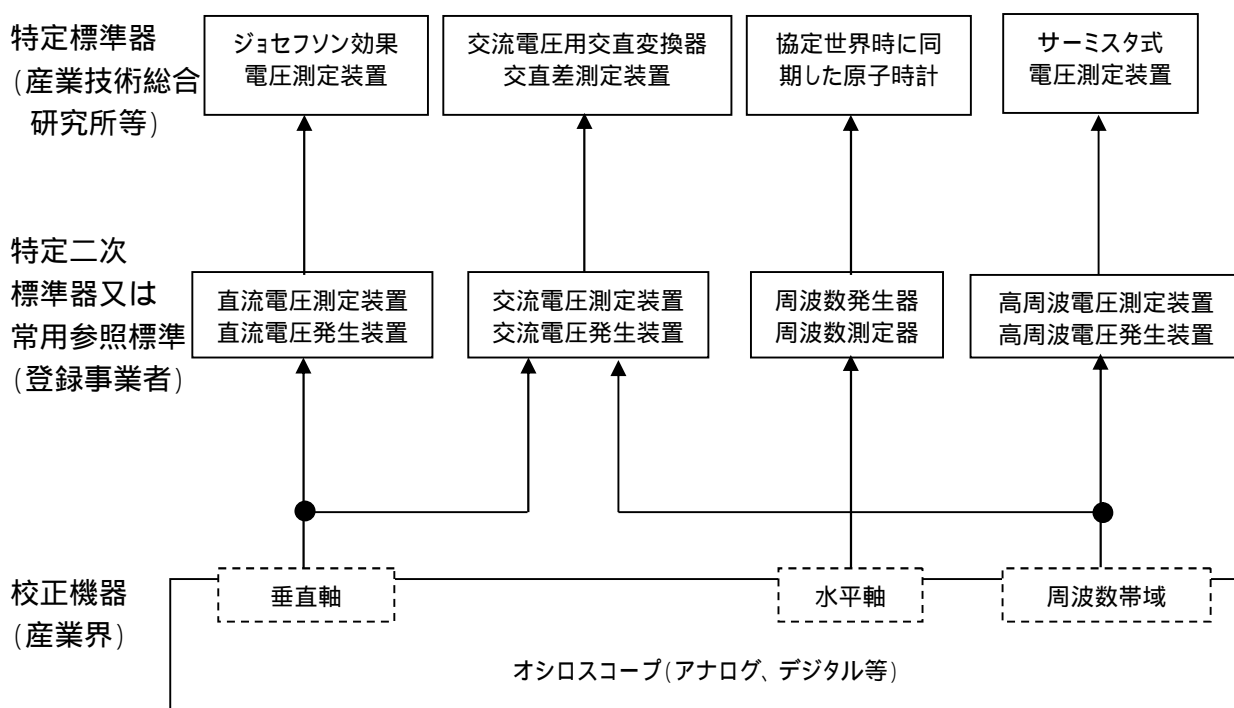 特定標準器
(産業技術総合
研究所等)
ジョセフソン効果
電圧測定装置
交流電圧用交直変換器
交直差測定装置
協定世界時に同
期した原子時計
サーミスタ式
電圧測定装置
特定二次
標準器又は
常用参照標準
(登録事業者)
直流電圧測定装置
直流電圧発生装置
交流電圧測定装置
交流電圧発生装置
周波数発生器
周波数測定器
高周波電圧測定装置
高周波電圧発生装置
校正機器
(産業界)
垂直軸
水平軸
周波数帯域
オシロスコープ(アナログ、デジタル等)